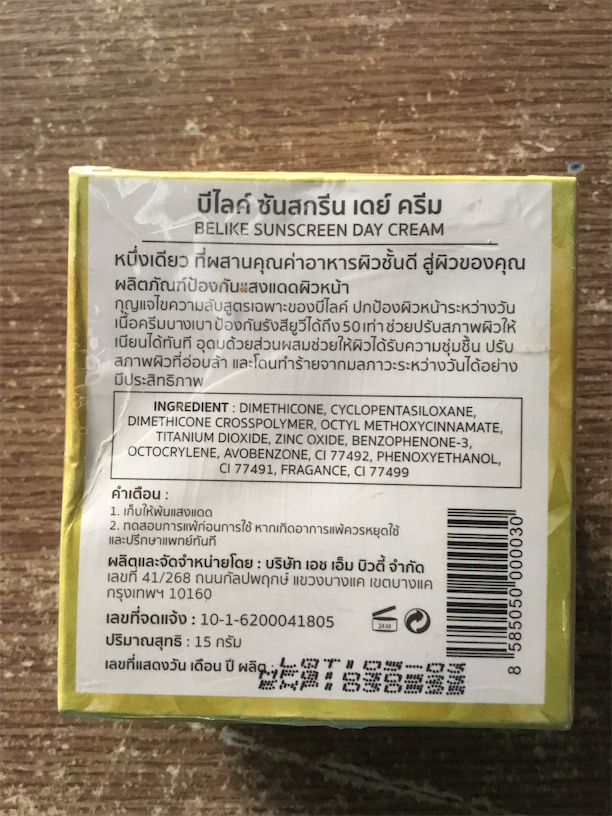 บีไลค์ ซันสกรีน เดย์ ครีม
BELIKE SUNSCREEN DAY CREAM
หนึ่งเดียว ที่ผสานคุณค่าอาหารผิวชั้นดี สู่ผิวของคุณ
ผลิตภัณฑ์ป้องกันแสงแดดผิวหน้า
กุญแจไขความลับสูตรเฉพาะของบีไลค์ ปกป้องผิวหน้าระหว่างวัน
เนื้อครีมบางเบา ป้องกันรังสียูวีได้ถึง 50 เท่า ช่วยปรับสภาพผิวให้
เนียนได้ทันที อุดมด้วยส่วนผสมช่วยให้ผิวได้รับความชุ่มชื้น ปรับ
สภาพผิวที่อ่อนล้า และโดนทำร้ายจากมลภาวะระหว่างวันได้อย่าง
มีประสิทธิภาพ
INGREDIENT : DIMETHICONE, CYCLOPENTASILOXANE,
DIMETHICONE CROSSPOLYMER, OCTYL METHOXYCINNAMATE,
TITANIUM DIOXIDE, ZINC OXIDE, BENZOPHENONE-3,
OCTOCRYLENE, AVOBENZONE, CI 77492, PHENOXYETHANOL,
CI 77491, FRAGANCE, CI 77499
คำเตือน :
1. เก็บให้พ้นแสงแดด
2. ทดสอบการแพ้ก่อนการใช้ หากเกิดอาการแพ้ควรหยุดใช้
และปรึกษาแพทย์ทันที
ผลิตและจัดจำหน่ายโดย : บริษัท เอช เอ็ม บิวตี้ จำกัด
เลขที่ 41/268 ถนนกัลปพฤกษ์ แขวงบางแค เขตบางแค
กรุงเทพฯ 10160
เลขที่จดแจ้ง : 10-1-6200041805
24M
ปริมาณสุทธิ : 15 กรัม
เลขที่แสดงวัน เดือน ปี ผลิต :
8 585050 000030